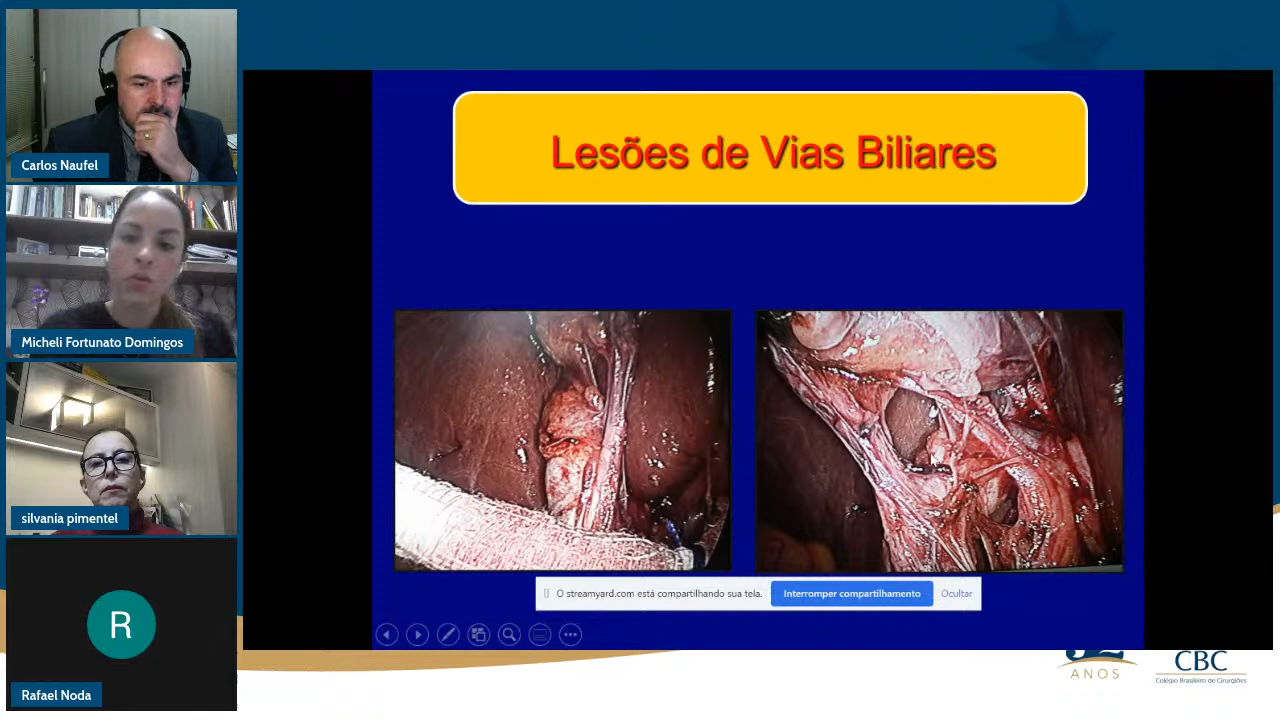 Carlos Naufel
Micheli Fortunato Domingos
silvania pimentel
R
Rafael Noda
Lesões de Vias Biliares
O streamyard.com está compartilhando sua tela.
Interromper compartilhamento
Ocultar
ANOS
CBC
Colégio Brasileiro de Cirurgiões